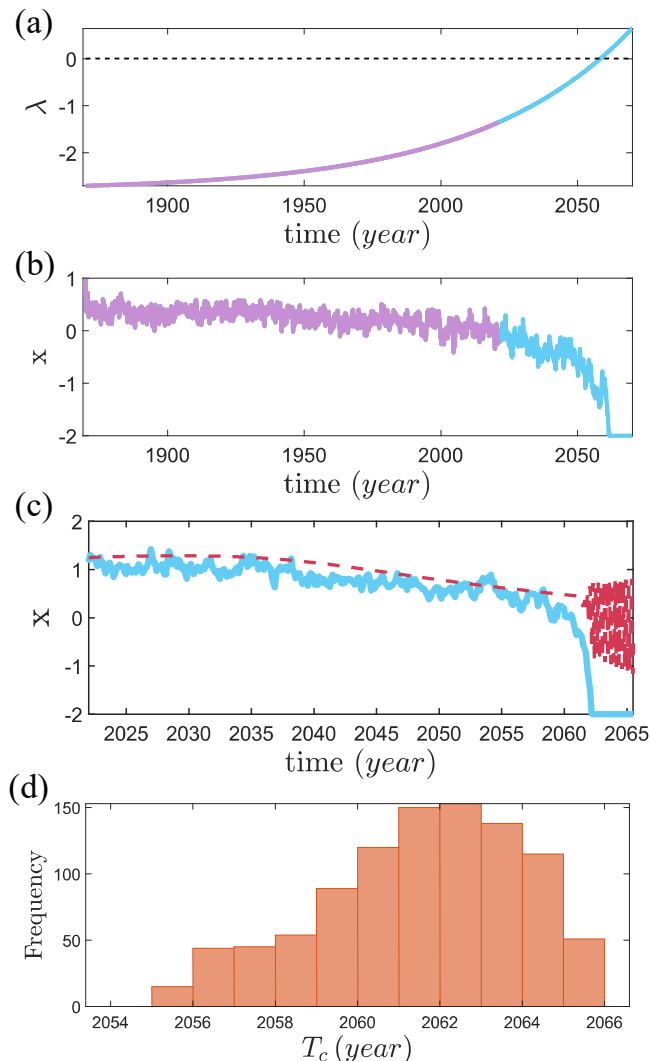 (a)
0
-1
-2
λ
1900 1950 2000 2050
time (year)
(b)
1
0
-1
-2
x
1900 1950 2000 2050
time (year)
(c)
2
1
0
-1
-2
x
2025 2030 2035 2040 2045 2050 2055 2060 2065
time (year)
(d)
150
100
50
0
Frequency
2054 2056 2058 2060 2062 2064 2066
T_c (year)